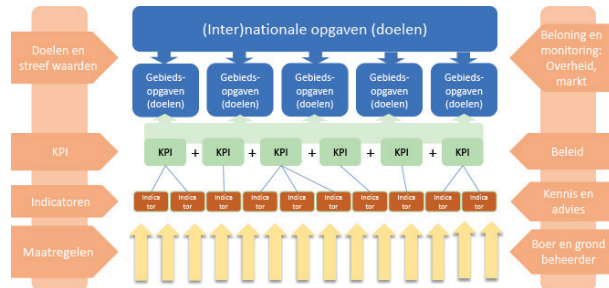 (Inter)nationale opgaven (doelen)
Doelen en
streef waarden
Beloning en
monitoring:
Overheid,
markt
Gebieds-
opgaven
(doelen)
Gebieds-
opgaven
(doelen)
Gebieds-
opgaven
(doelen)
Gebieds-
opgaven
(doelen)
Gebieds-
opgaven
(doelen)
KPI
KPI + KPI + KPI + KPI + KPI + KPI
Beleid
Indicatoren
Indica
tor
Indica
tor
Indica
tor
Indica
tor
Indica
tor
Indica
tor
Indica
tor
Indica
tor
Indica
tor
Indica
tor
Kennis en
advies
Maatregelen
Boer en grond
beheerder